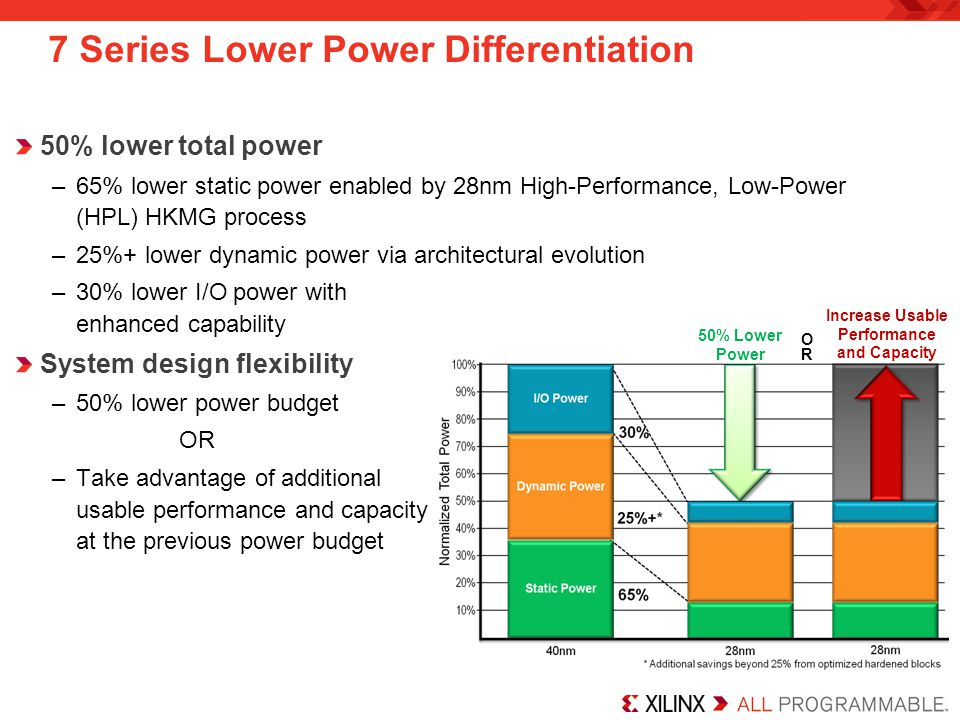 7 Series Lower Power Differentiation
50% lower total power
–65% lower static power enabled by 28nm High-Performance, Low-Power
(HPL) HKMG process
–25%+ lower dynamic power via architectural evolution
–30% lower I/O power with
enhanced capability
System design flexibility
–50% lower power budget
OR
–Take advantage of additional
usable performance and capacity
at the previous power budget
50% Lower
Power
O
R
Increase Usable
Performance
and Capacity
Normalized Total Power
100%
90%
80%
70%
60%
50%
40%
30%
20%
10%
I/O Power
Dynamic Power
Static Power
30%
25%+*
65%
40nm
28nm
28nm
* Additional savings beyond 25% from optimized hardened blocks
XILINX ALL PROGRAMMABLE.